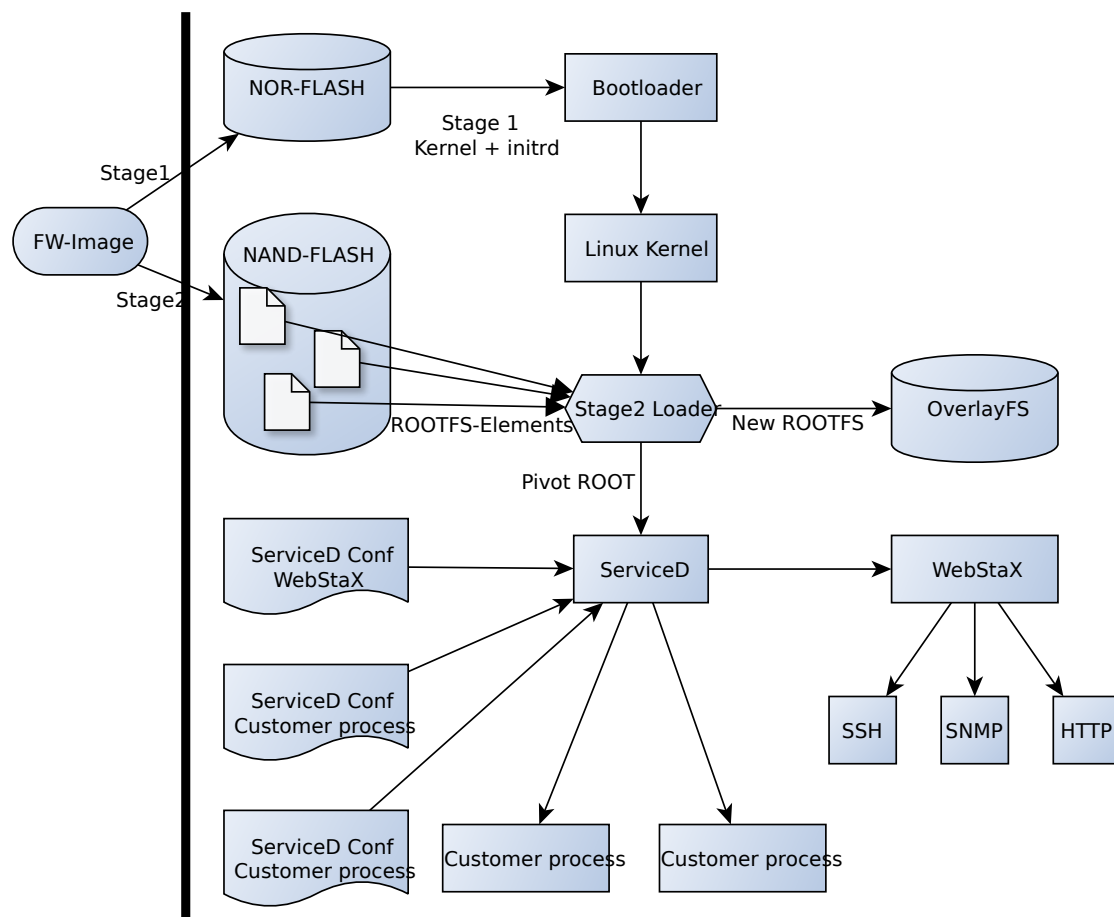 NOR-FLASH
Bootloader
Stage 1
Kernel + initrd
Stage1
FW-Image
NAND-FLASH
Linux Kernel
Stage2
Stage2 Loader
OverlayFS
ROOTFS-Elements
New ROOTFS
Pivot ROOT
ServiceD Conf
WebStaX
ServiceD
WebStaX
ServiceD Conf
Customer process
SSH
SNMP
HTTP
ServiceD Conf
Customer process
Customer process
Customer process